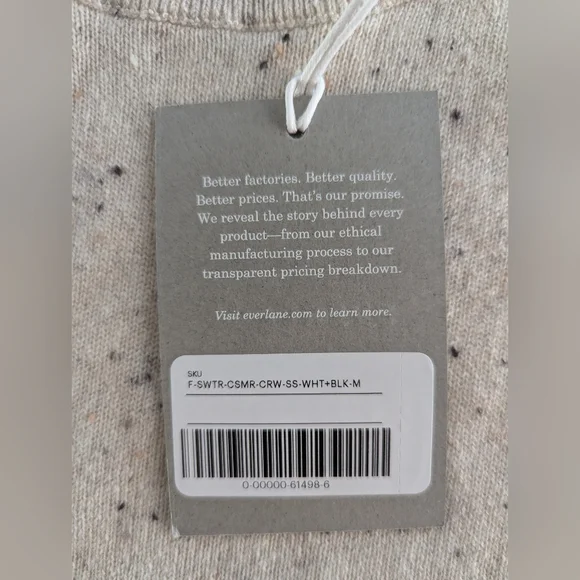 Better factories. Better quality.
Better prices. That's our promise.
We reveal the story behind every
product—from our ethical
manufacturing process to our
transparent pricing breakdown.
Visit everlane.com to learn more.
SKU
F-SWTR-CSMR-CRW-SS-WHT+BLK-M
0-00000-61498-6